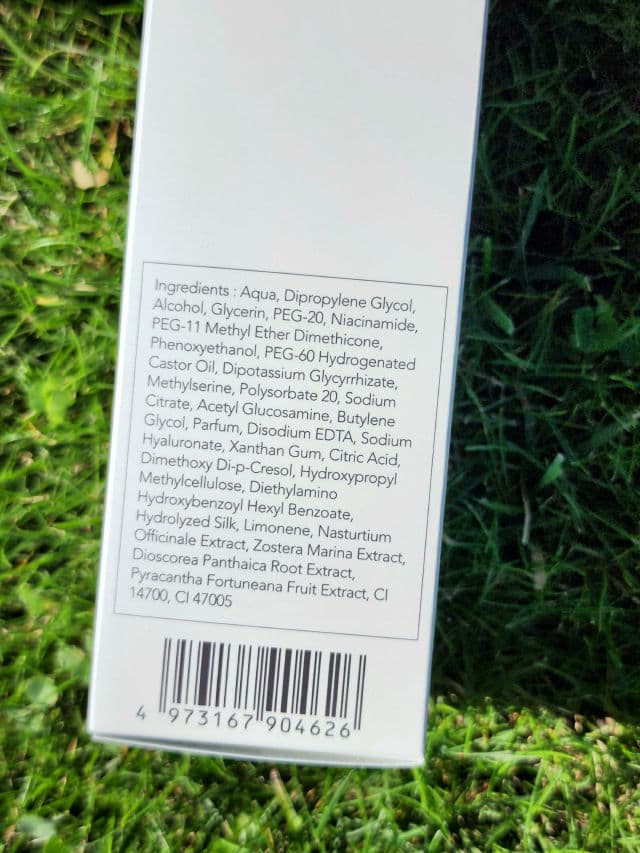 Ingredients : Aqua, Dipropylene Glycol,
Alcohol, Glycerin, PEG-20, Niacinamide,
PEG-11 Methyl Ether Dimethicone,
Phenoxyethanol, PEG-60 Hydrogenated
Castor Oil, Dipotassium Glycyrrhizate,
Methylserine, Polysorbate 20, Sodium
Citrate, Acetyl Glucosamine, Butylene
Glycol, Parfum, Disodium EDTA, Sodium
Hyaluronate, Xanthan Gum, Citric Acid,
Dimethoxy Di-p-Cresol, Hydroxypropyl
Methylcellulose, Diethylamino
Hydroxybenzoyl Hexyl Benzoate,
Hydrolyzed Silk, Limonene, Nasturtium
Officinale Extract, Zostera Marina Extract,
Dioscorea Panthaica Root Extract,
Pyracantha Fortuneana Fruit Extract, CI
14700, CI 47005
4 973167 904626